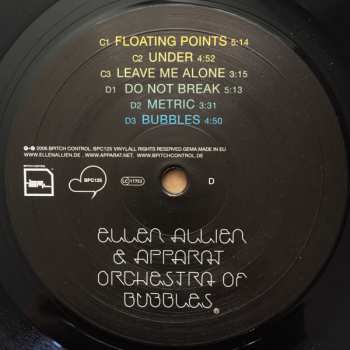 C1 FLOATING POINTS 5:14
C2 UNDER 4:52
C3 LEAVE ME ALONE 3:15
D1 DO NOT BREAK 5:13
D2 METRIC 3:31
D3 BUBBLES 4:50
℗-© 2006 BPITCH CONTROL. BPC125 VINYL/ALL RIGHTS RESERVED GEMA MADE IN EU
WWW.ELLENALLIEN.DE / WWW.APPARAT.NET. / WWW.BPITCHCONTROL.DE
BPC125
LC 11753
D
ELLEN ALLIEN
& APPARAT
ORCHESTRA OF
BUBBLES